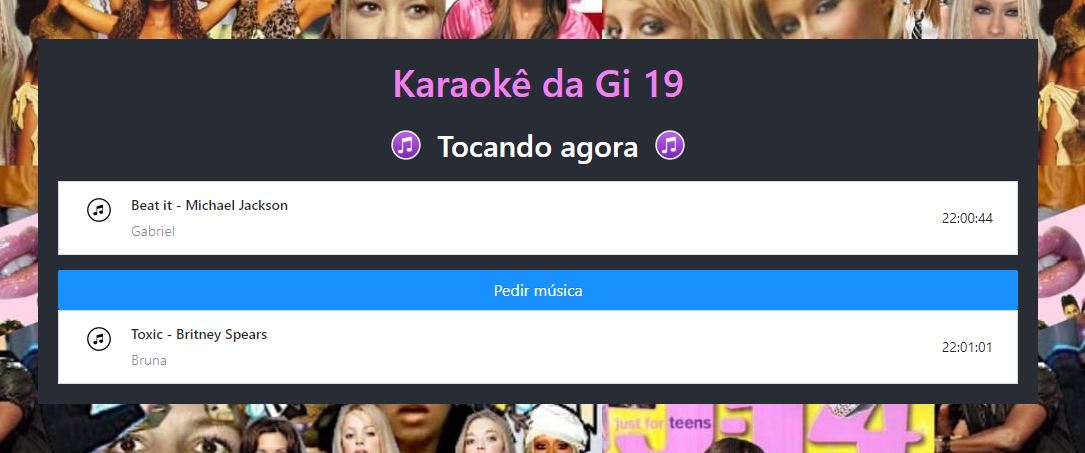 Karaokê da Gi 19
Tocando agora
Beat it - Michael Jackson
Gabriel
22:00:44
Pedir música
Toxic - Britney Spears
Bruna
22:01:01
just for teens
J-14